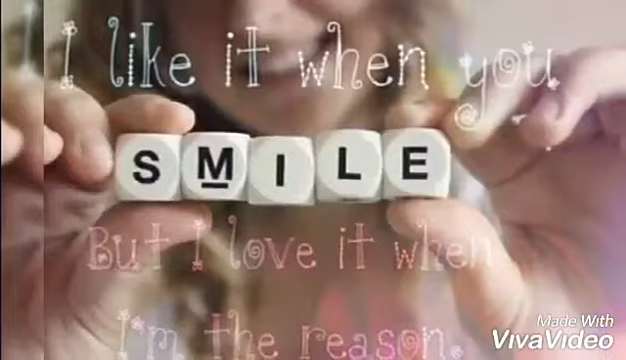 I like it when you
SMILE
But I love it when
I'm the reason.
Made With
VivaVideo